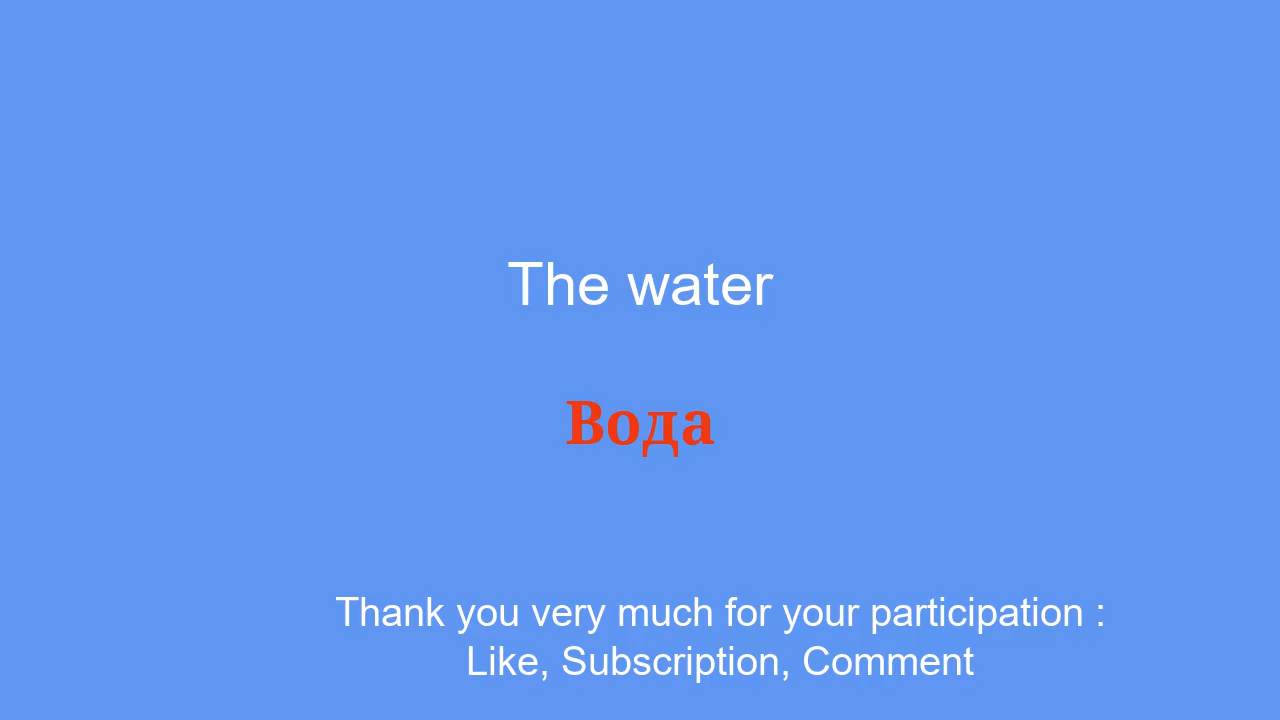 The water
Вода
Thank you very much for your participation :
Like, Subscription, Comment